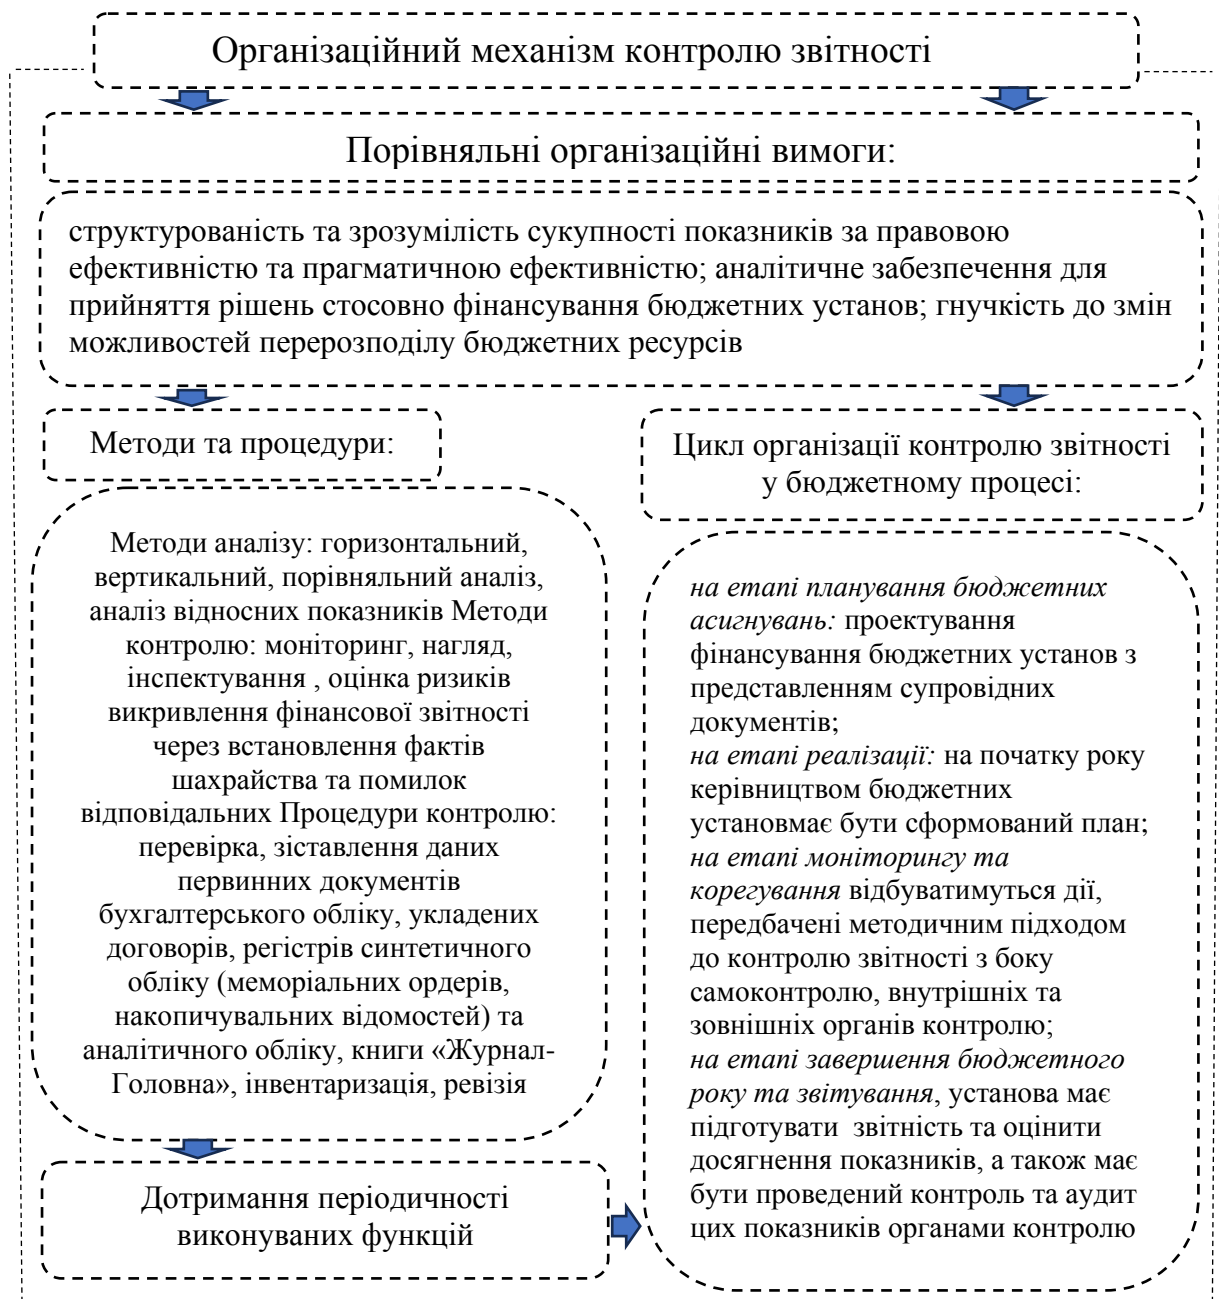 Організаційний механізм контролю звітності
Порівняльні організаційні вимоги:
структурованість та зрозумілість сукупності показників за правовою
ефективністю та прагматичною ефективністю; аналітичне забезпечення для
прийняття рішень стосовно фінансування бюджетних установ; гнучкість до змін
можливостей перерозподілу бюджетних ресурсів
Методи та процедури:
Методи аналізу: горизонтальний,
вертикальний, порівняльний аналіз,
аналіз відносних показників Методи
контролю: моніторинг, нагляд,
інспектування , оцінка ризиків
викривлення фінансової звітності
через встановлення фактів
шахрайства та помилок
відповідальних Процедури контролю:
перевірка, зіставлення даних
первинних документів
бухгалтерського обліку, укладених
договорів, регістрів синтетичного
обліку (меморіальних ордерів,
накопичувальних відомостей) та
аналітичного обліку, книги «Журнал-
Головна», інвентаризація, ревізія
Дотримання періодичності
виконуваних функцій
Цикл організації контролю звітності
у бюджетному процесі:
на етапі планування бюджетних
асигнувань: проектування
фінансування бюджетних установ з
представленням супровідних
документів;
на етапі реалізації: на початку року
керівництвом бюджетних
установмає бути сформований план;
на етапі моніторингу та
корегування відбуватимуться дії,
передбачені методичним підходом
до контролю звітності з боку
самоконтролю, внутрішніх та
зовнішніх органів контролю;
на етапі завершення бюджетного
року та звітування, установа має
підготувати  звітність та оцінити
досягнення показників, а також має
бути проведений контроль та аудит
цих показників органами контролю